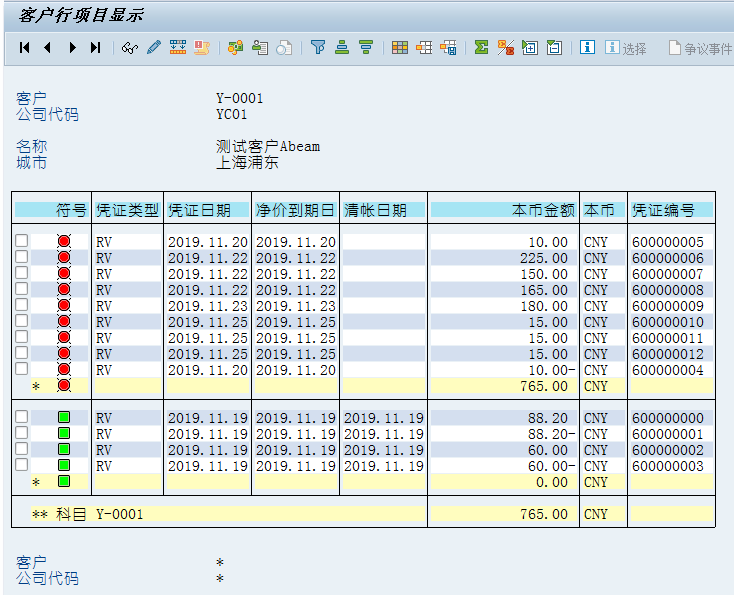 客户行项目显示
选择 争议事件
客户 Y-0001
公司代码 YC01
名称 测试客户Abeam
城市 上海浦东
符号 凭证类型 凭证日期 净价到期日 清帐日期 本币金额 本币 凭证编号
RV 2019.11.20 2019.11.20 10.00 CNY 600000005
RV 2019.11.22 2019.11.22 225.00 CNY 600000006
RV 2019.11.22 2019.11.22 150.00 CNY 600000007
RV 2019.11.22 2019.11.22 165.00 CNY 600000008
RV 2019.11.23 2019.11.23 180.00 CNY 600000009
RV 2019.11.25 2019.11.25 15.00 CNY 600000010
RV 2019.11.25 2019.11.25 15.00 CNY 600000011
RV 2019.11.25 2019.11.25 15.00 CNY 600000012
RV 2019.11.20 2019.11.20 10.00- CNY 600000004
* 765.00 CNY
RV 2019.11.19 2019.11.19 2019.11.19 88.20 CNY 600000000
RV 2019.11.19 2019.11.19 2019.11.19 88.20- CNY 600000001
RV 2019.11.19 2019.11.19 2019.11.19 60.00 CNY 600000002
RV 2019.11.19 2019.11.19 2019.11.19 60.00- CNY 600000003
* 0.00 CNY
** 科目 Y-0001 765.00 CNY
客户 *
公司代码 *